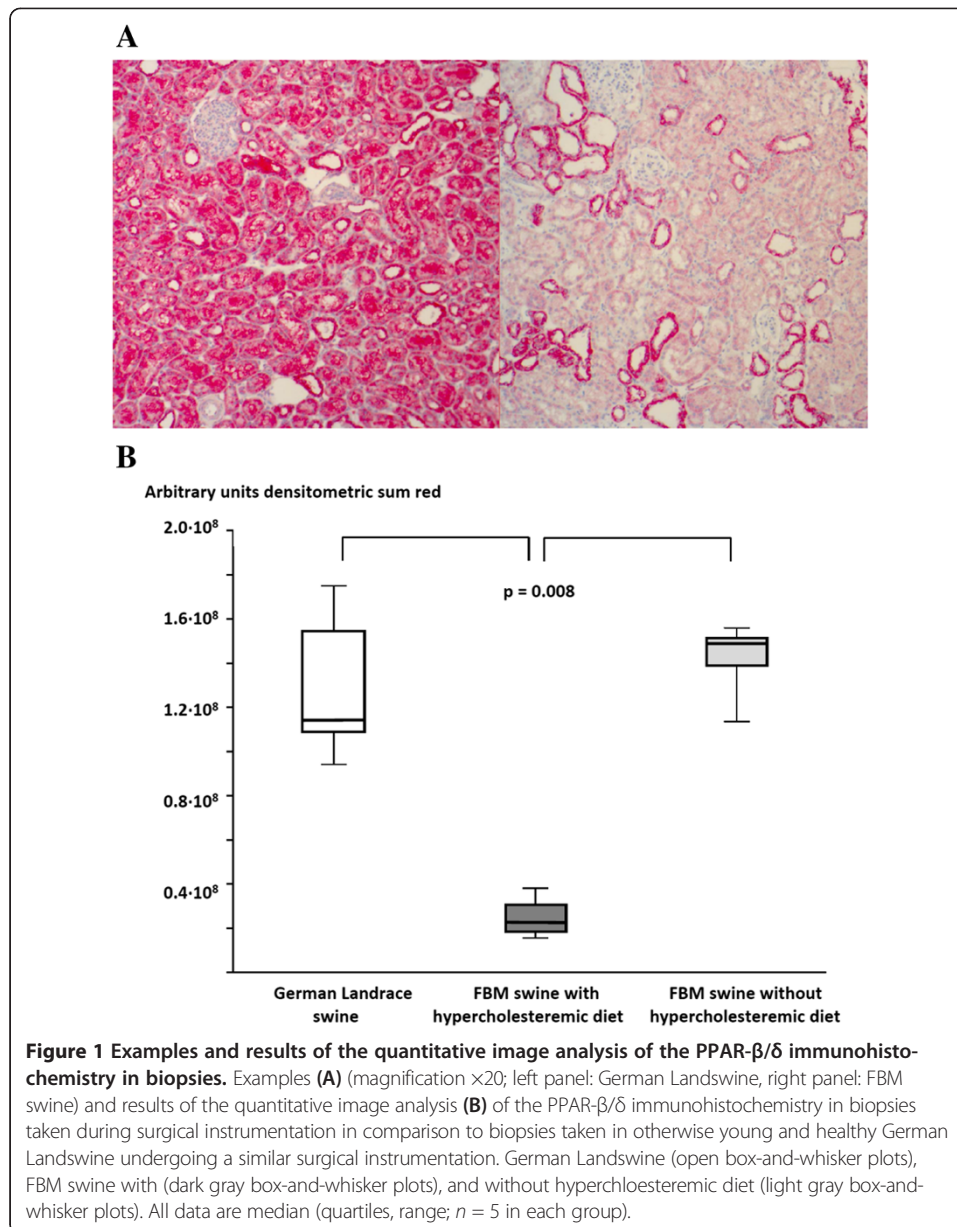 A
B
Arbitrary units densitometric sum red
2.0·10⁸
1.6·10⁸
1.2·10⁸
0.8·10⁸
0.4·10⁸
p = 0.008
German Landrace
swine
FBM swine with
hypercholesteremic diet
FBM swine without
hypercholesteremic diet
Figure 1 Examples and results of the quantitative image analysis of the PPAR-β/δ immunohisto-
chemistry in biopsies. Examples (A) (magnification ×20; left panel: German Landswine, right panel: FBM
swine) and results of the quantitative image analysis (B) of the PPAR-β/δ immunohistochemistry in biopsies
taken during surgical instrumentation in comparison to biopsies taken in otherwise young and healthy German
Landswine undergoing a similar surgical instrumentation. German Landswine (open box-and-whisker plots),
FBM swine with (dark gray box-and-whisker plots), and without hyperchloesteremic diet (light gray box-and-
whisker plots). All data are median (quartiles, range; n = 5 in each group).